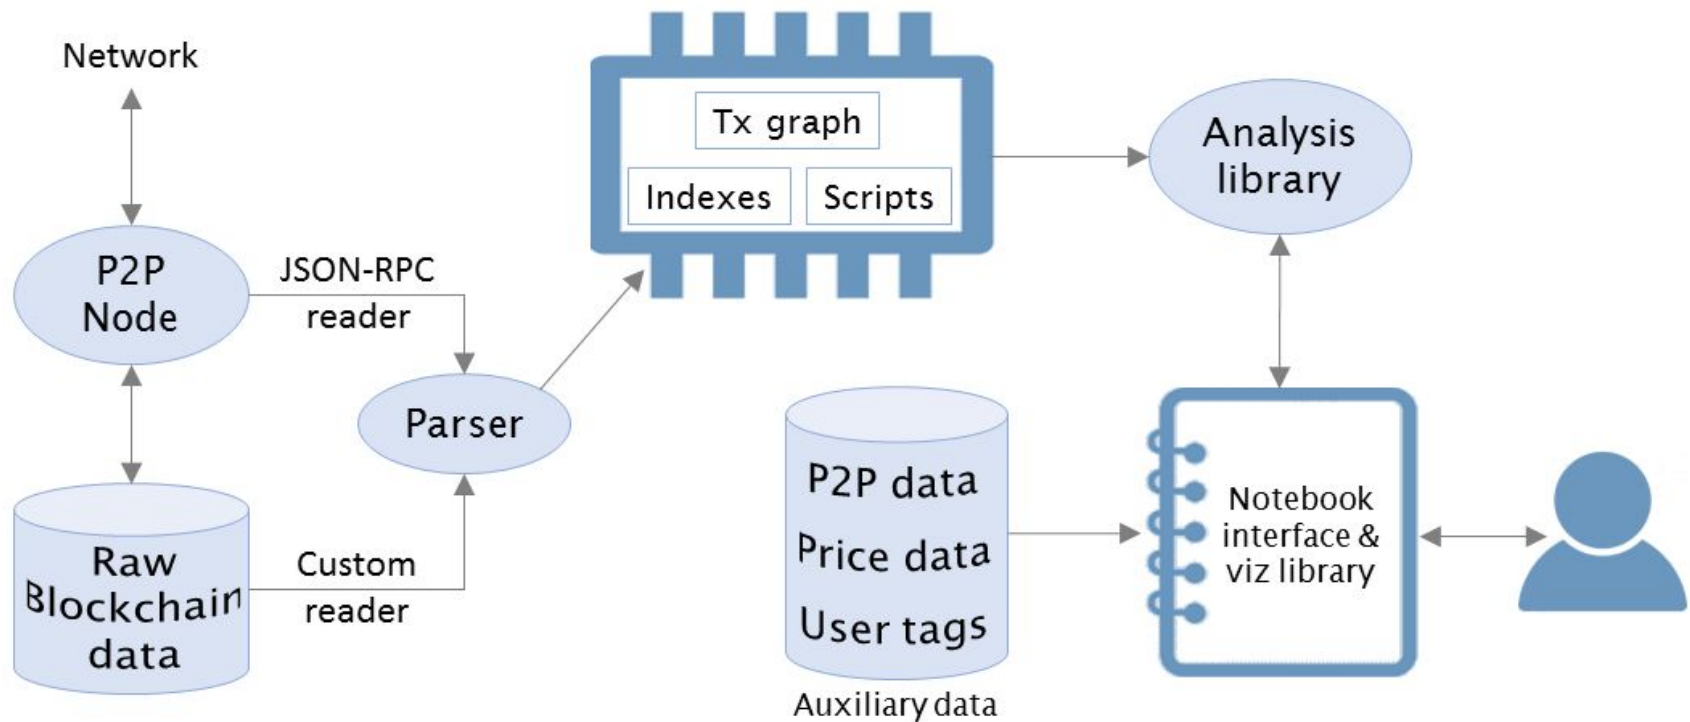 Network
P2P
Node
JSON-RPC
reader
Parser
Raw
Blockchain
data
Custom
reader
Tx graph
Indexes
Scripts
Analysis
library
P2P data
Price data
User tags
Auxiliary data
Notebook
interface &
viz library